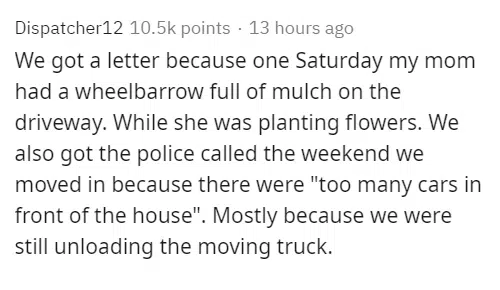 Dispatcher12 10.5k points · 13 hours ago
We got a letter because one Saturday my mom
had a wheelbarrow full of mulch on the
driveway. While she was planting flowers. We
also got the police called the weekend we
moved in because there were "too many cars in
front of the house". Mostly because we were
still unloading the moving truck.